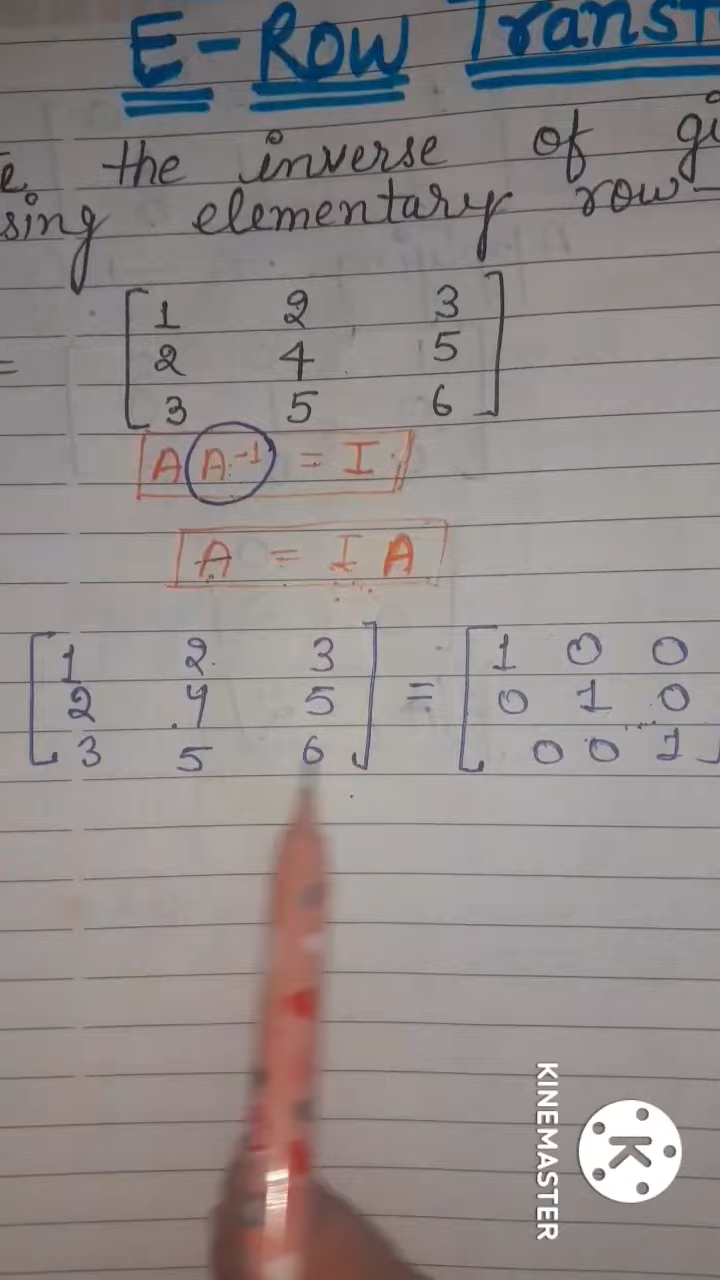 E-Row Transf
the inverse of gi
sing elementary row-
=
1 2 3
2 4 5
3 5 6
A A⁻¹ = I
A = I A
1 2 3
2 4 5
3 5 6
=
1 0 0
0 1 0
0 0 1
KINEMASTER